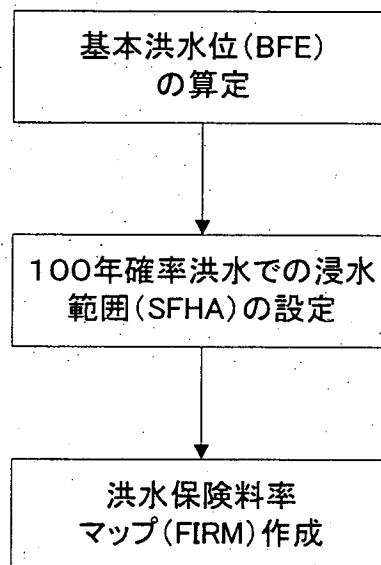 基本洪水位(BFE)
の算定
100年確率洪水での浸水
範囲(SFHA)の設定
洪水保険料率
マップ(FIRM)作成